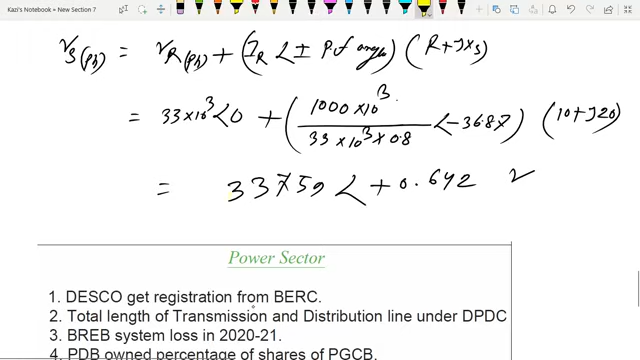 Kazi's Notebook » New Section 7
V_S(Ph) = V_R(Ph) + (I_R ∠± P.f angle) (R+JX_s)
= 33×10³∠0 + (1000×10³ / 33×10³×0.8 ∠-36.87) (10+J20)
= 33759 ∠+0.642 V
Power Sector
1. DESCO get registration from BERC.
2. Total length of Transmission and Distribution line under DPDC
3. BREB system loss in 2020-21.
4. PDB owned percentage of shares of PGCB.